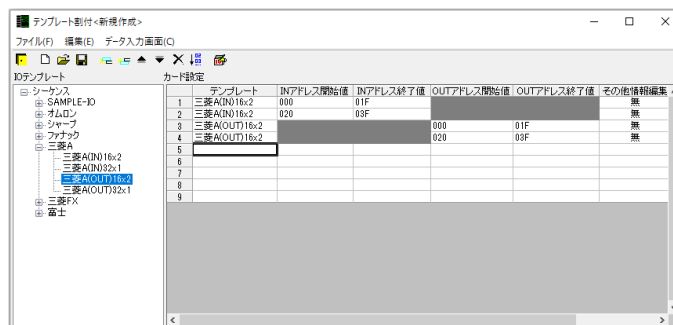 テンプレート割付<新規作成>
ファイル(F) 編集(E) データ入力画面(C)
IOテンプレート カード設定
シーケンス
SAMPLE-IO
オムロン
シャープ
ファナック
三菱A
三菱A(IN)16x2
三菱A(IN)32x1
三菱A(OUT)16x2
三菱A(OUT)32x1
三菱FX
富士
テンプレート INアドレス開始値 INアドレス終了値 OUTアドレス開始値 OUTアドレス終了値 その他情報編集
1 三菱A(IN)16x2 000 01F 無
2 三菱A(IN)16x2 020 03F 無
3 三菱A(OUT)16x2 000 01F 無
4 三菱A(OUT)16x2 020 03F 無
5
6
7
8
9